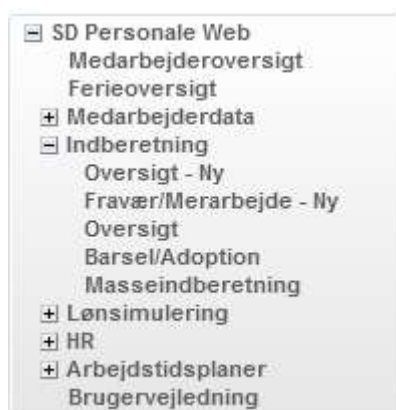 SD Personale Web
Medarbejderoversigt
Ferieoversigt
Medarbejderdata
Indberetning
Oversigt - Ny
Fravær/Merarbejde - Ny
Oversigt
Barsel/Adoption
Masseindberetning
Lønsimulering
HR
Arbejdstidsplaner
Brugervejledning